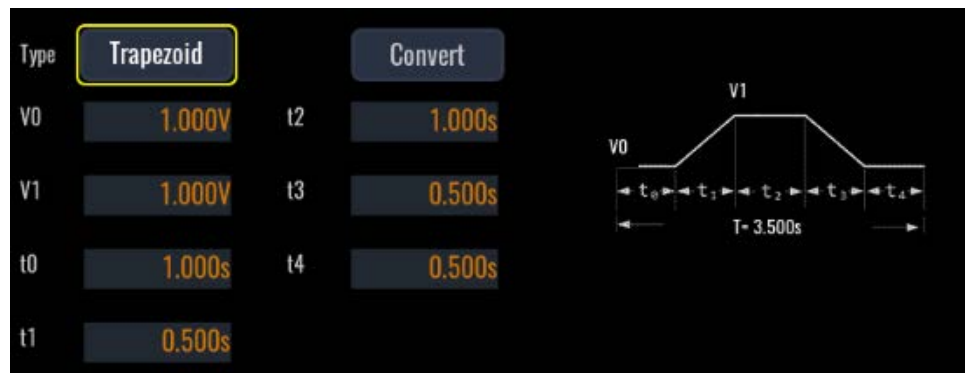 Type Trapezoid Convert
V0 1.000V t2 1.000s
V1 1.000V t3 0.500s
t0 1.000s t4 0.500s
t1 0.500s
V1
V0
t₀ t₁ t₂ t₃ t₄
T= 3.500s